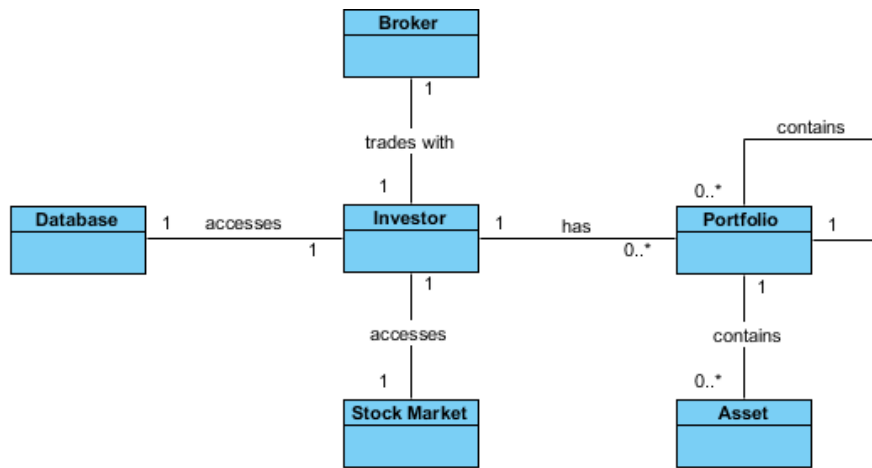 Broker
1
trades with
contains
1
0..*
Database
1
accesses
1
Investor
1
has
0..*
Portfolio
1
1
1
accesses
contains
1
0..*
Stock Market
Asset